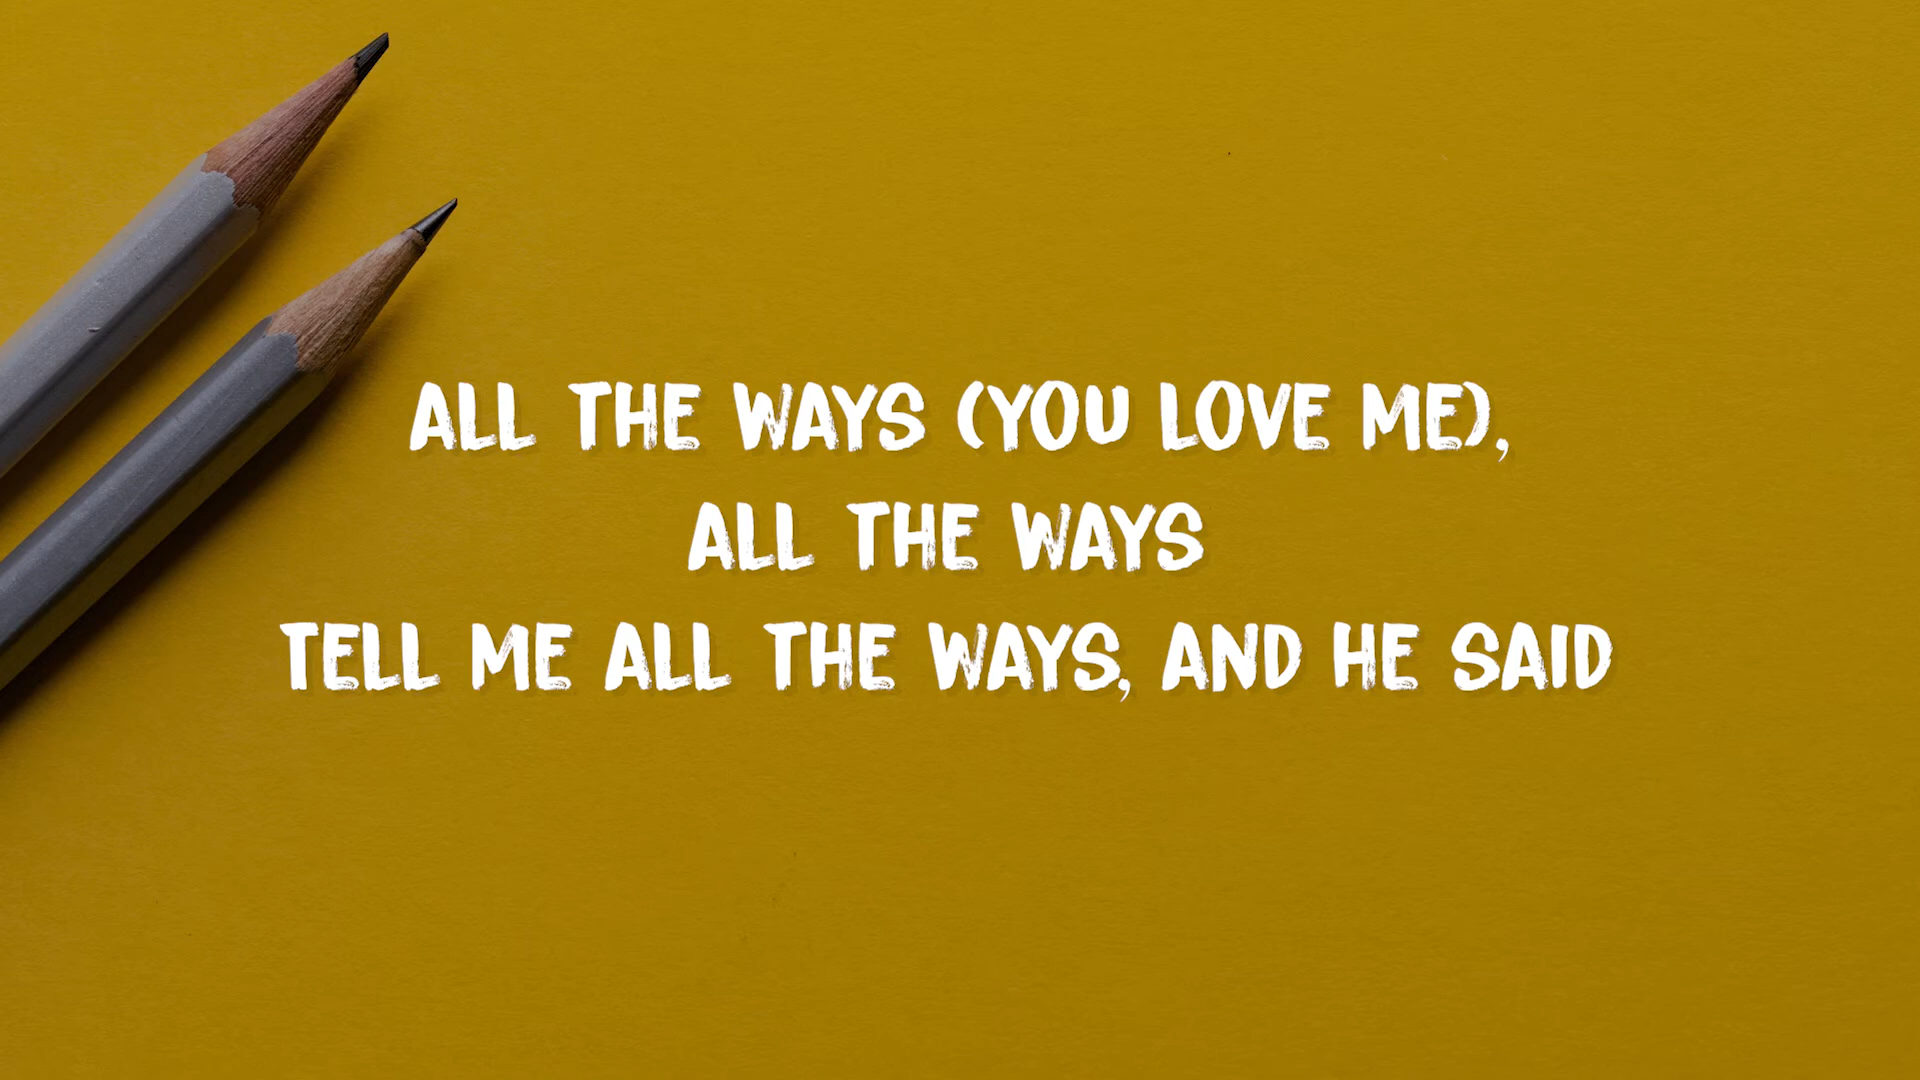 ALL THE WAYS (YOU LOVE ME),
ALL THE WAYS
TELL ME ALL THE WAYS, AND HE SAID